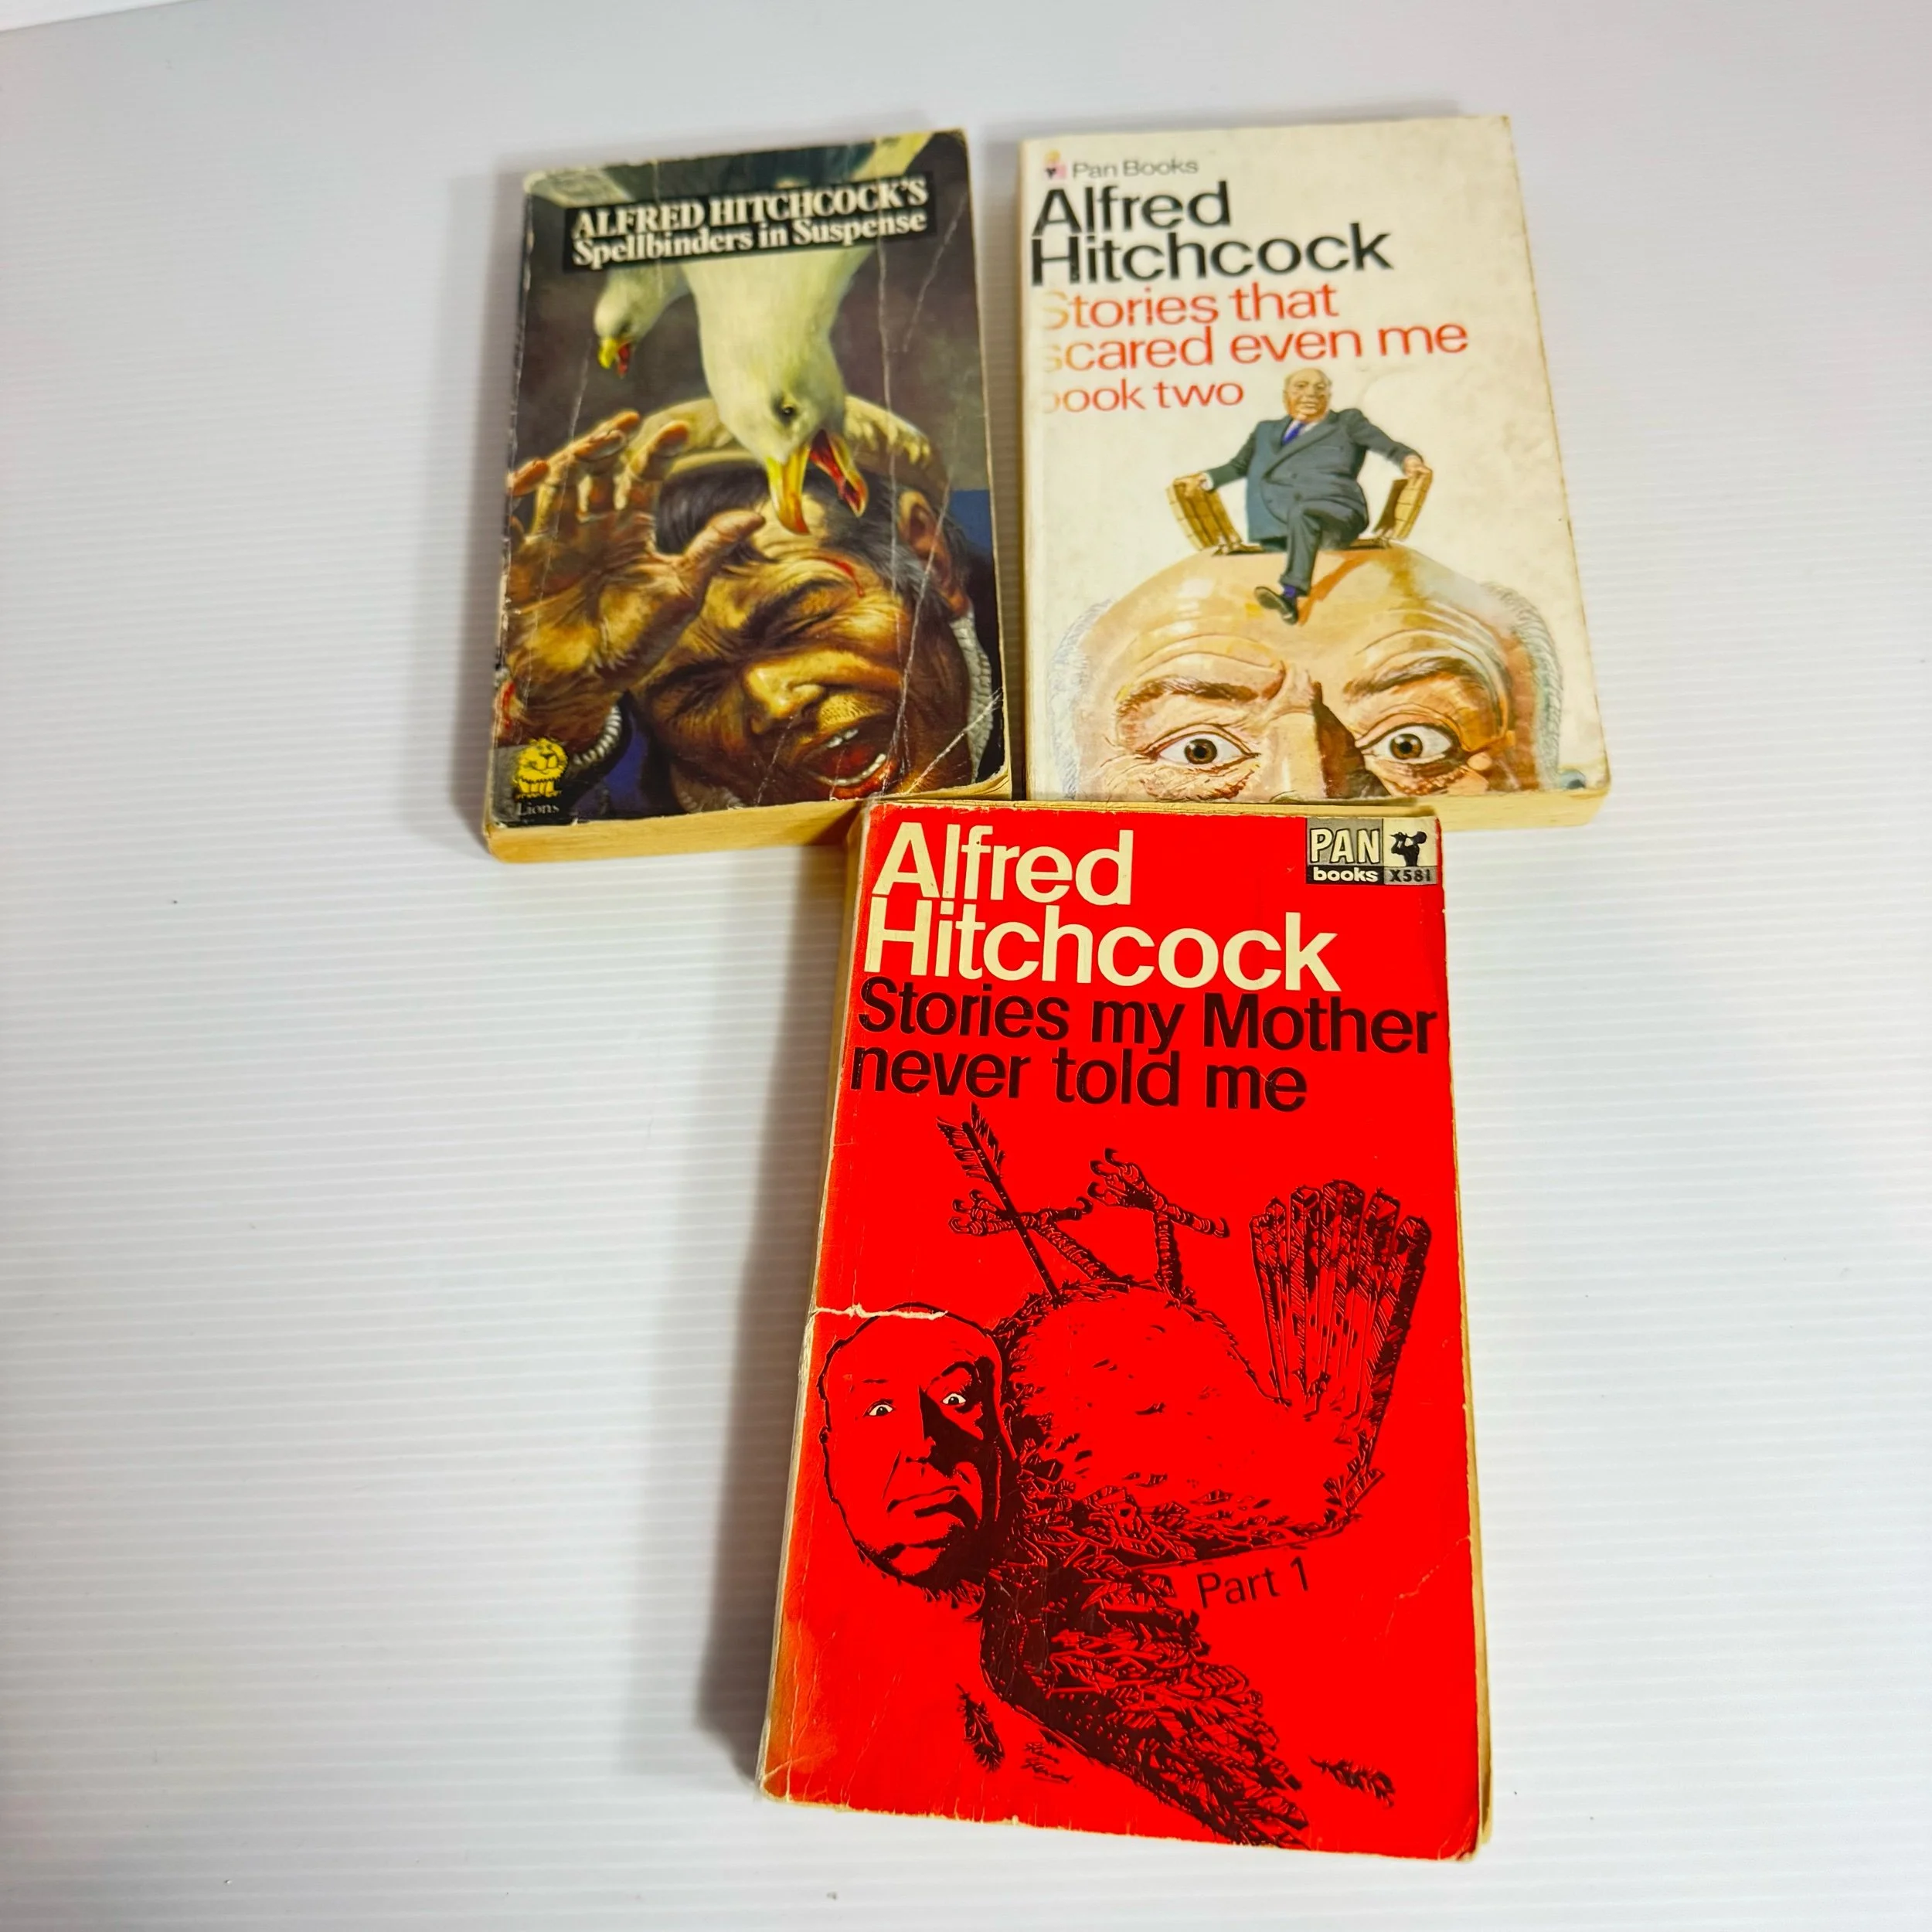 ALFRED HITCHCOCK'S
Spellbinders in Suspense
Lions
Pan Books
Alfred
Hitchcock
Stories that
scared even me
book two
Alfred
Hitchcock
Stories my Mother
never told me
PAN
books X581
Part 1